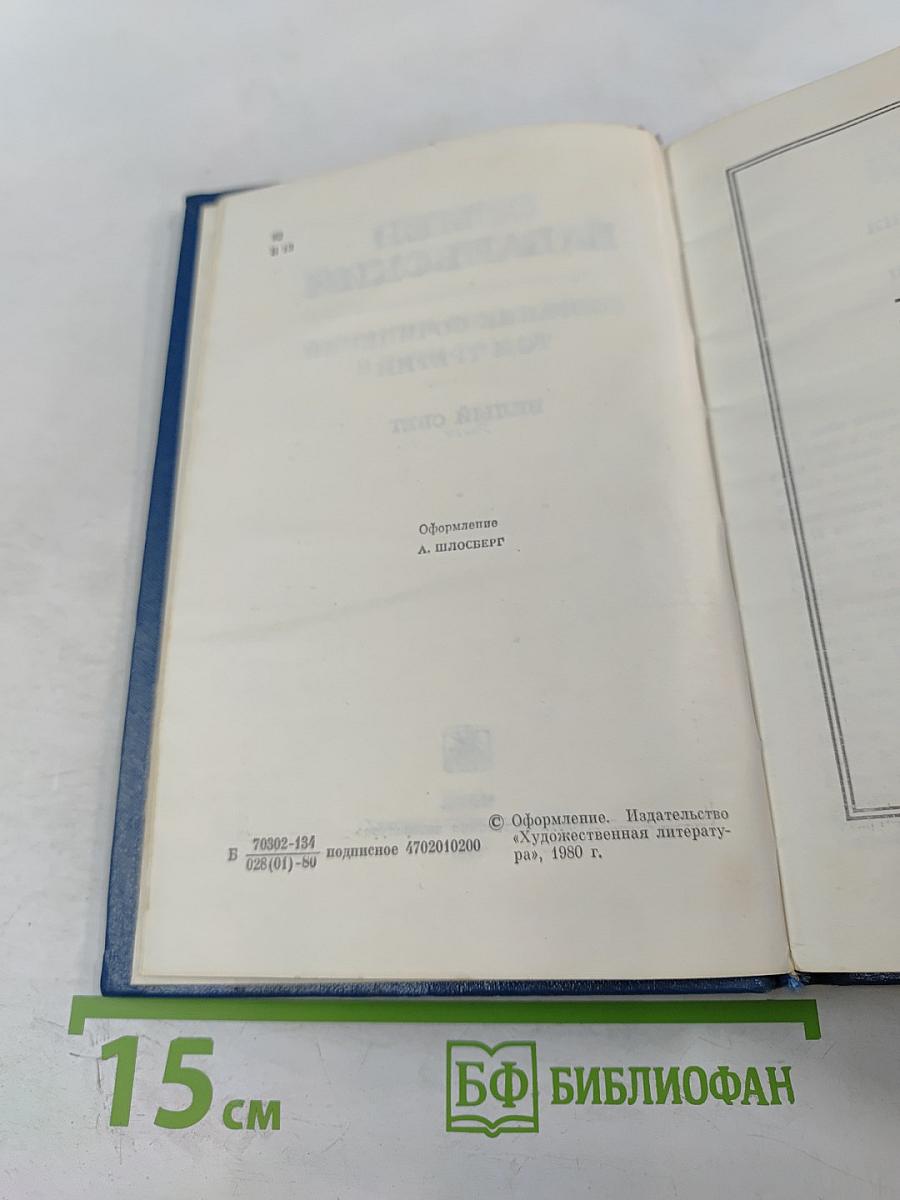 Оформление
А. ШЛОСБЕРГ
© Оформление. Издательство
«Художественная литерату-
ра», 1980 г.
Б 70302-134
028(01)-80 подписное 4702010200
15 см
БФ БИБЛИОФАН